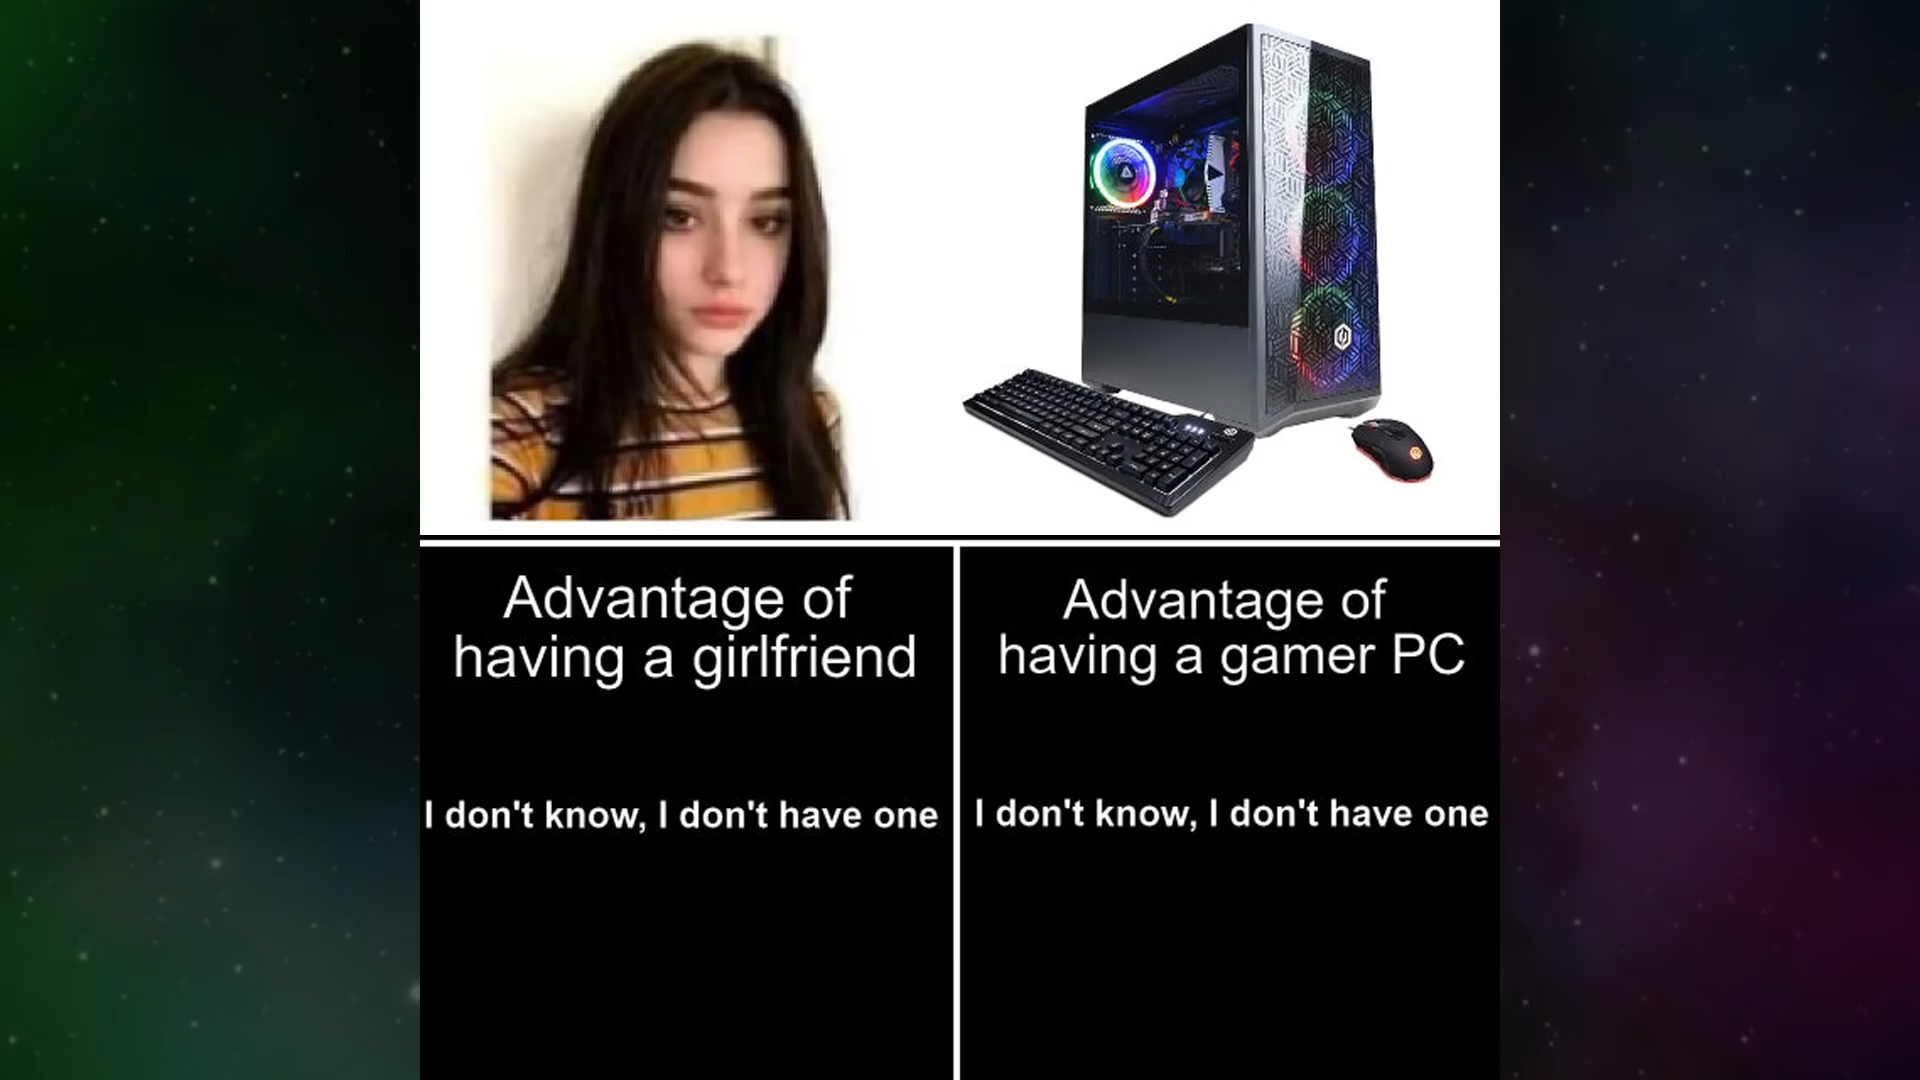 Advantage of
having a girlfriend
I don't know, I don't have one
Advantage of
having a gamer PC
I don't know, I don't have one